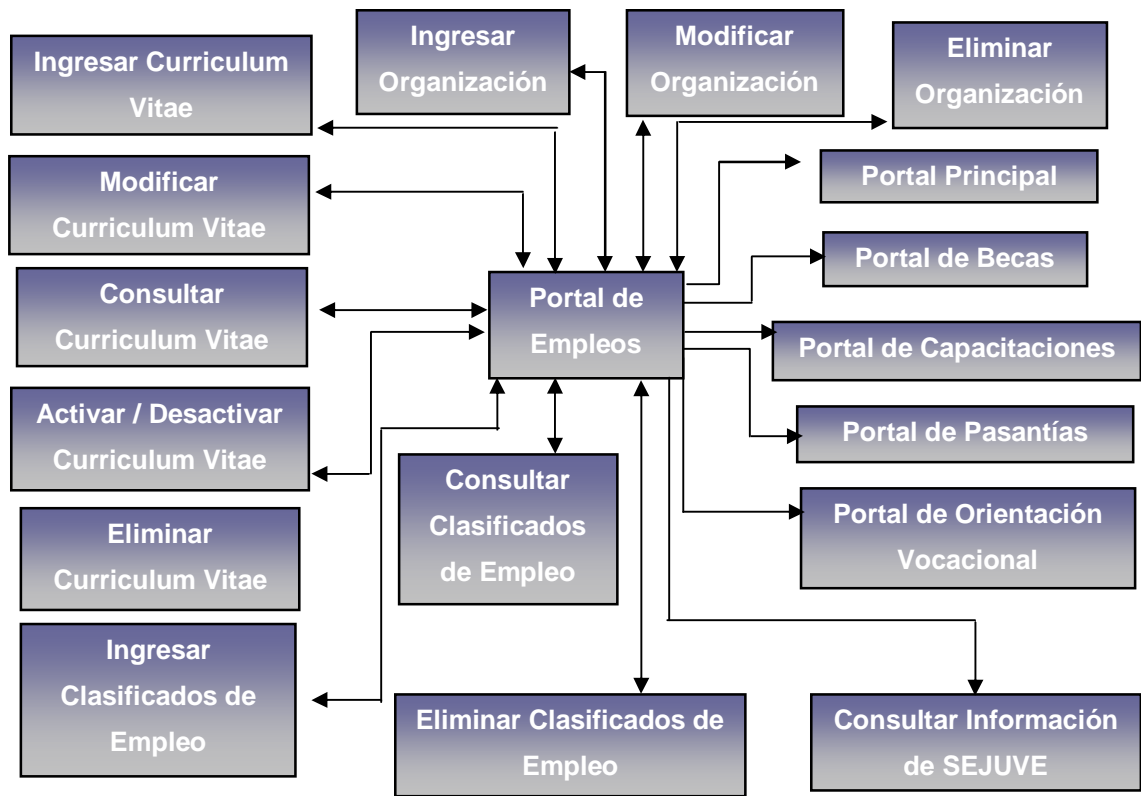 Ingresar Curriculum
Vitae
Ingresar
Organización
Modificar
Organización
Eliminar
Organización
Modificar
Curriculum Vitae
Portal Principal
Portal de Becas
Consultar
Curriculum Vitae
Portal de
Empleos
Portal de Capacitaciones
Activar / Desactivar
Curriculum Vitae
Portal de Pasantías
Consultar
Clasificados
de Empleo
Portal de Orientación
Vocacional
Eliminar
Curriculum Vitae
Ingresar
Clasificados de
Empleo
Eliminar Clasificados de
Empleo
Consultar Información
de SEJUVE